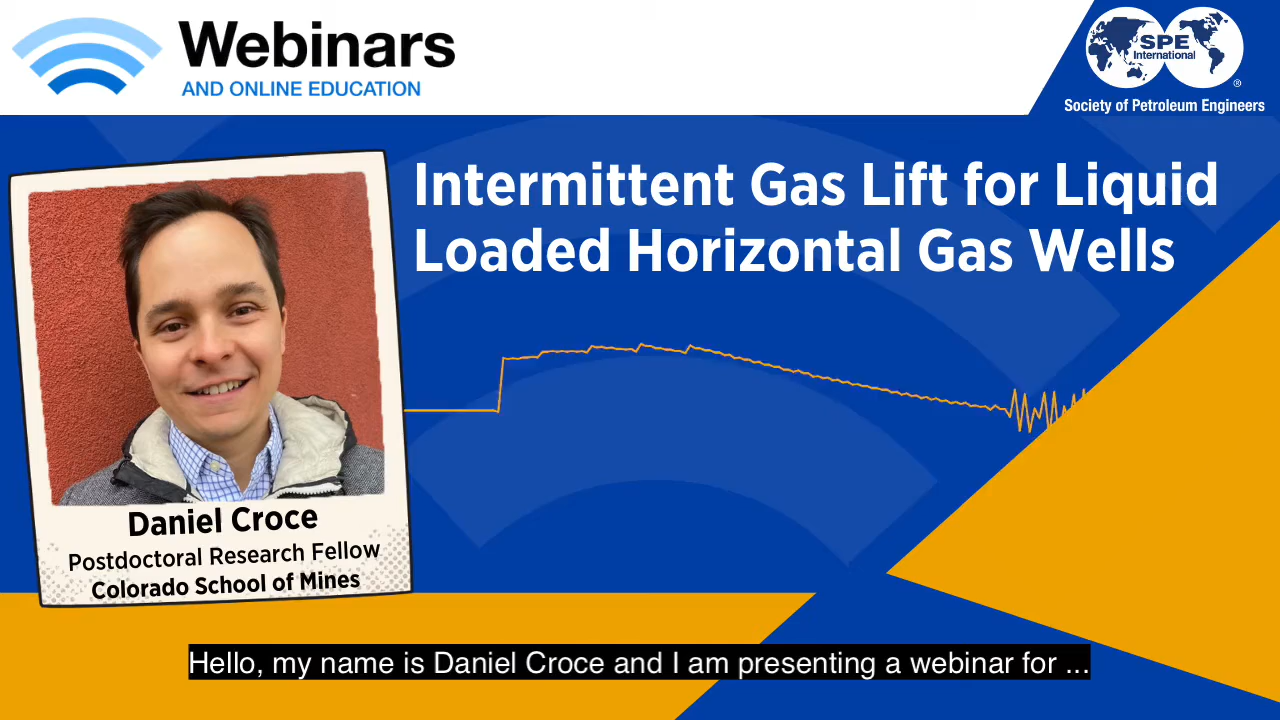 Webinars
AND ONLINE EDUCATION
SPE
International
®
Society of Petroleum Engineers
Intermittent Gas Lift for Liquid
Loaded Horizontal Gas Wells
Daniel Croce
Postdoctoral Research Fellow
Colorado School of Mines
Hello, my name is Daniel Croce and I am presenting a webinar for ...